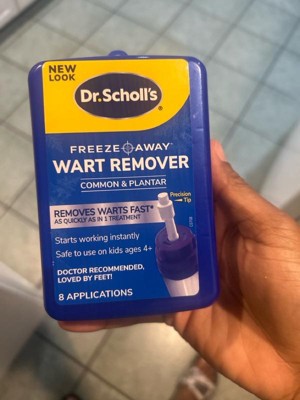 NEW
LOOK
Dr. Scholl's
FREEZE AWAY
WART REMOVER
COMMON & PLANTAR
Precision
Tip
REMOVES WARTS FAST*
AS QUICKLY AS IN 1 TREATMENT
Starts working instantly
Safe to use on kids ages 4+
DOCTOR RECOMMENDED,
LOVED BY FEET!
8 APPLICATIONS